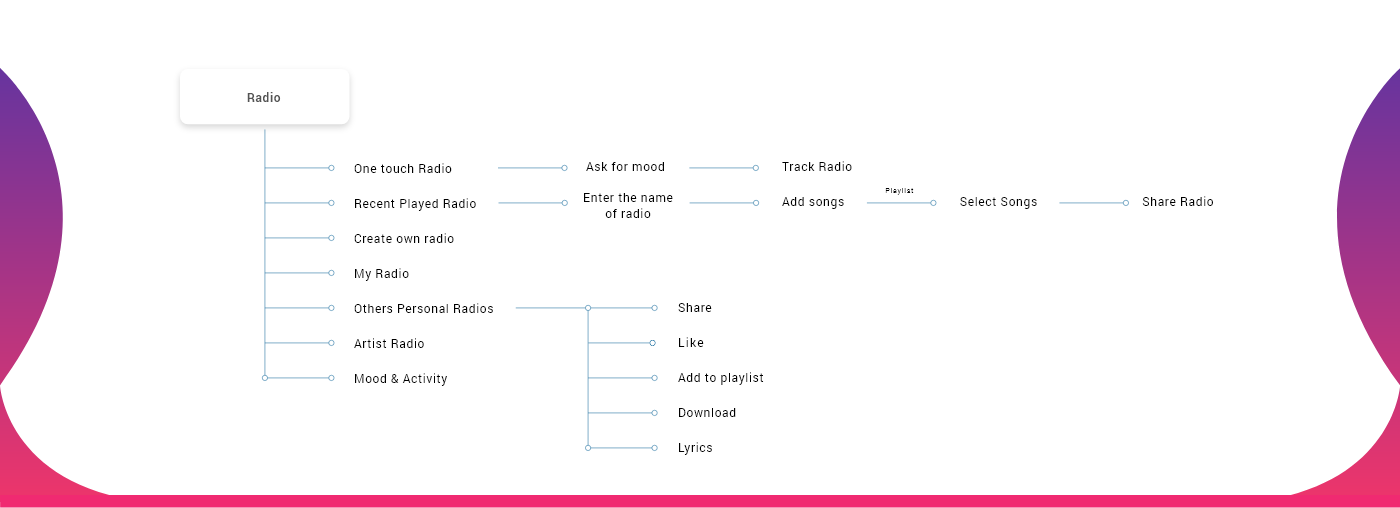 Radio
One touch Radio
Ask for mood
Track Radio
Recent Played Radio
Enter the name
of radio
Add songs
Playlist
Select Songs
Share Radio
Create own radio
My Radio
Others Personal Radios
Share
Artist Radio
Like
Mood & Activity
Add to playlist
Download
Lyrics